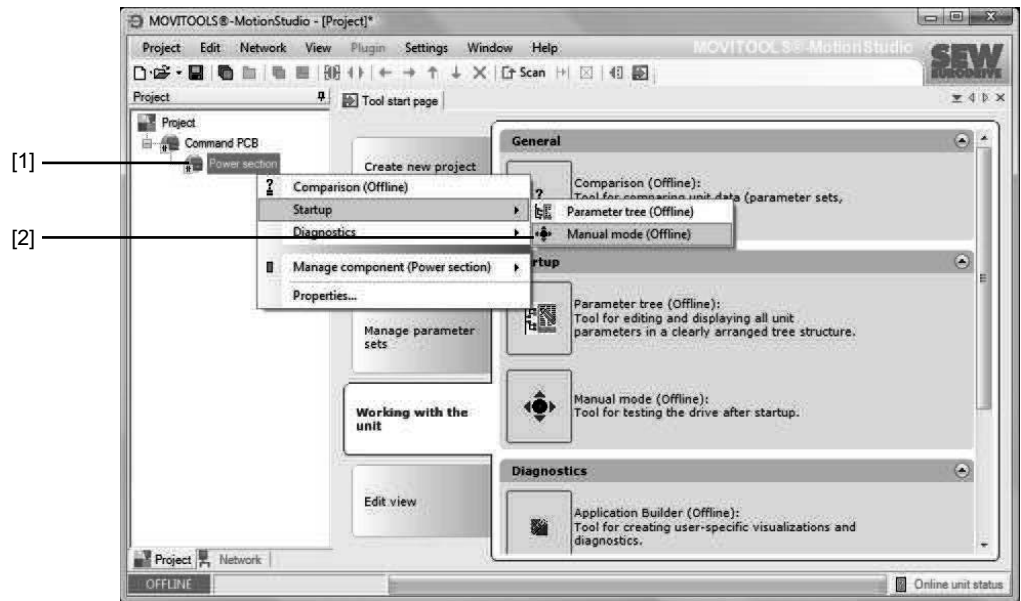 MOVITOOLS®-MotionStudio - [Project]*
Project Edit Network View Plugin Settings Window Help
MOVITOOLS®-MotionStudio
SEW
EURODRIVE
Scan
Project
Tool start page
Project
Command PCB
[1]
Power section
Create new project
General
?
Comparison (Offline):
Tool for comparing unit data (parameter sets,
Comparison (Offline)
Startup
Diagnostics
Manage component (Power section)
Properties...
Parameter tree (Offline)
[2]
Manual mode (Offline)
rtup
Parameter tree (Offline):
Tool for editing and displaying all unit
parameters in a clearly arranged tree structure.
Manage parameter
sets
Manual mode (Offline):
Tool for testing the drive after startup.
Working with the
unit
Diagnostics
Edit view
Application Builder (Offline):
Tool for creating user-specific visualizations and
diagnostics.
Project Network
OFFLINE
Online unit status